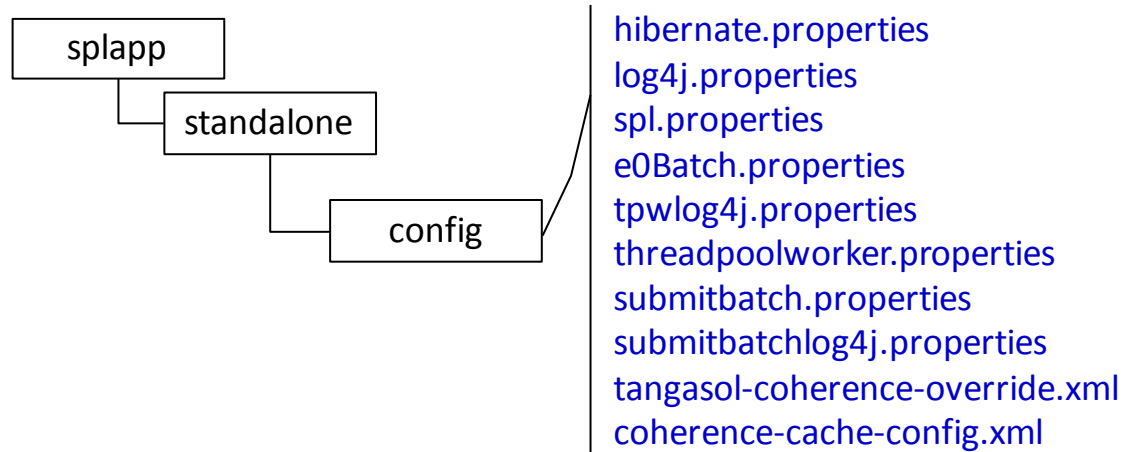 splapp
standalone
config
hibernate.properties
log4j.properties
spl.properties
e0Batch.properties
tpwlog4j.properties
threadpoolworker.properties
submitbatch.properties
submitbatchlog4j.properties
tangasol-coherence-override.xml
coherence-cache-config.xml